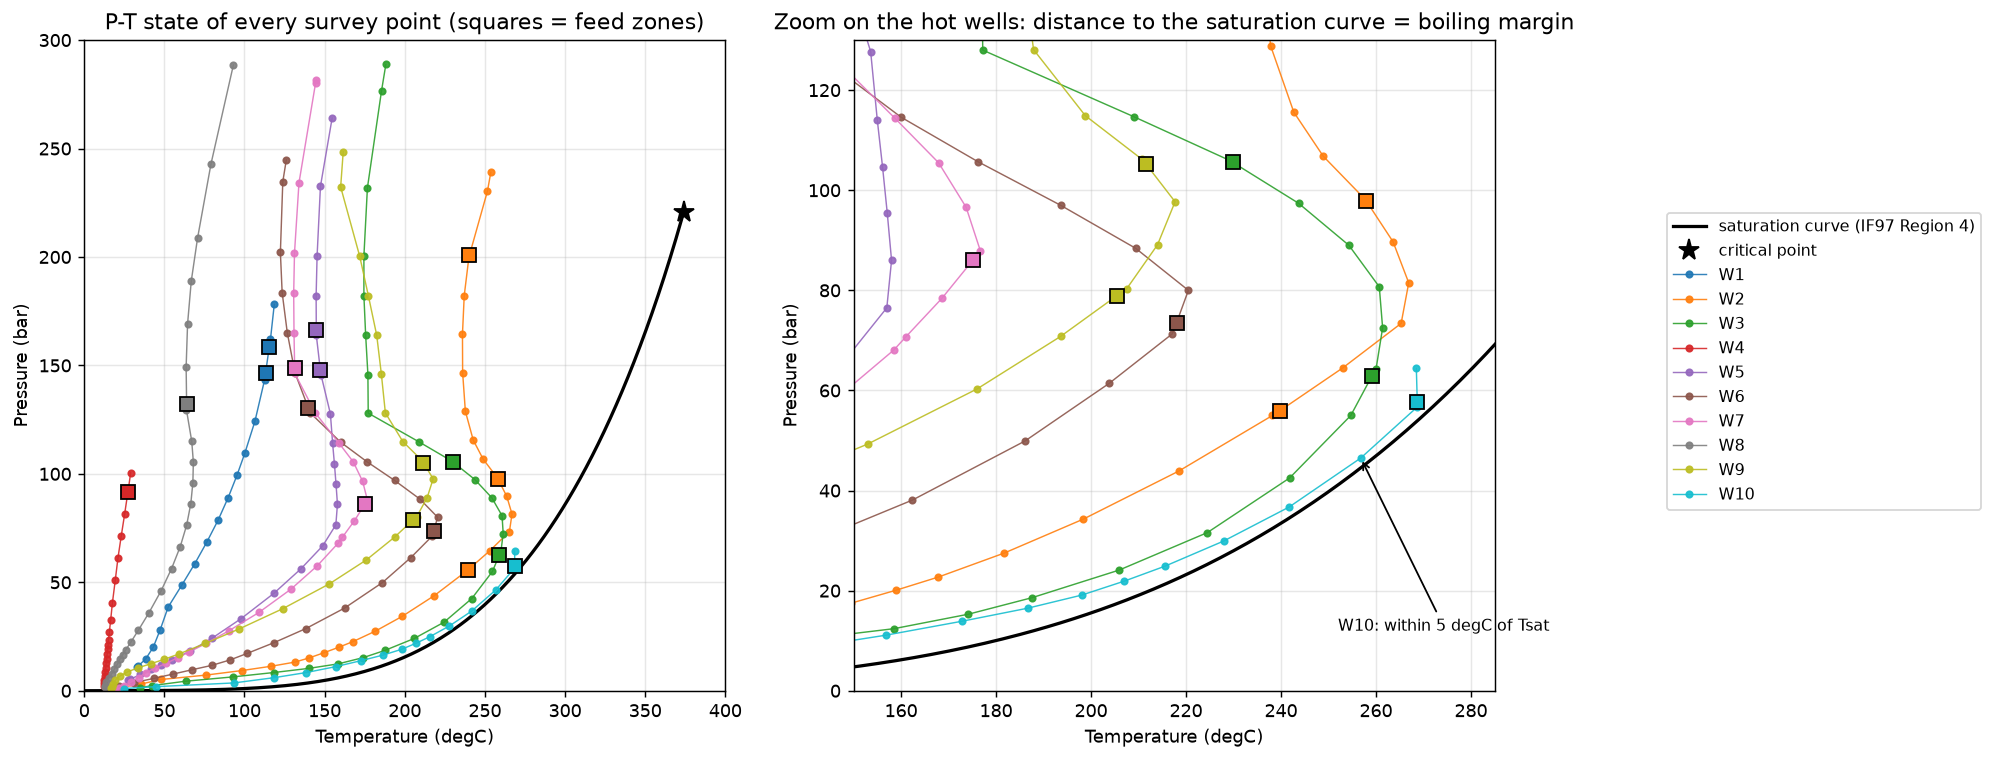 P-T state of every survey point (squares = feed zones)
300
250
200
150
100
50
0
Pressure (bar)
0 50 100 150 200 250 300 350 400
Temperature (degC)
Zoom on the hot wells: distance to the saturation curve = boiling margin
120
100
80
60
40
20
0
Pressure (bar)
160 180 200 220 240 260 280
Temperature (degC)
W10: within 5 degC of Tsat
saturation curve (IF97 Region 4)
critical point
W1
W2
W3
W4
W5
W6
W7
W8
W9
W10